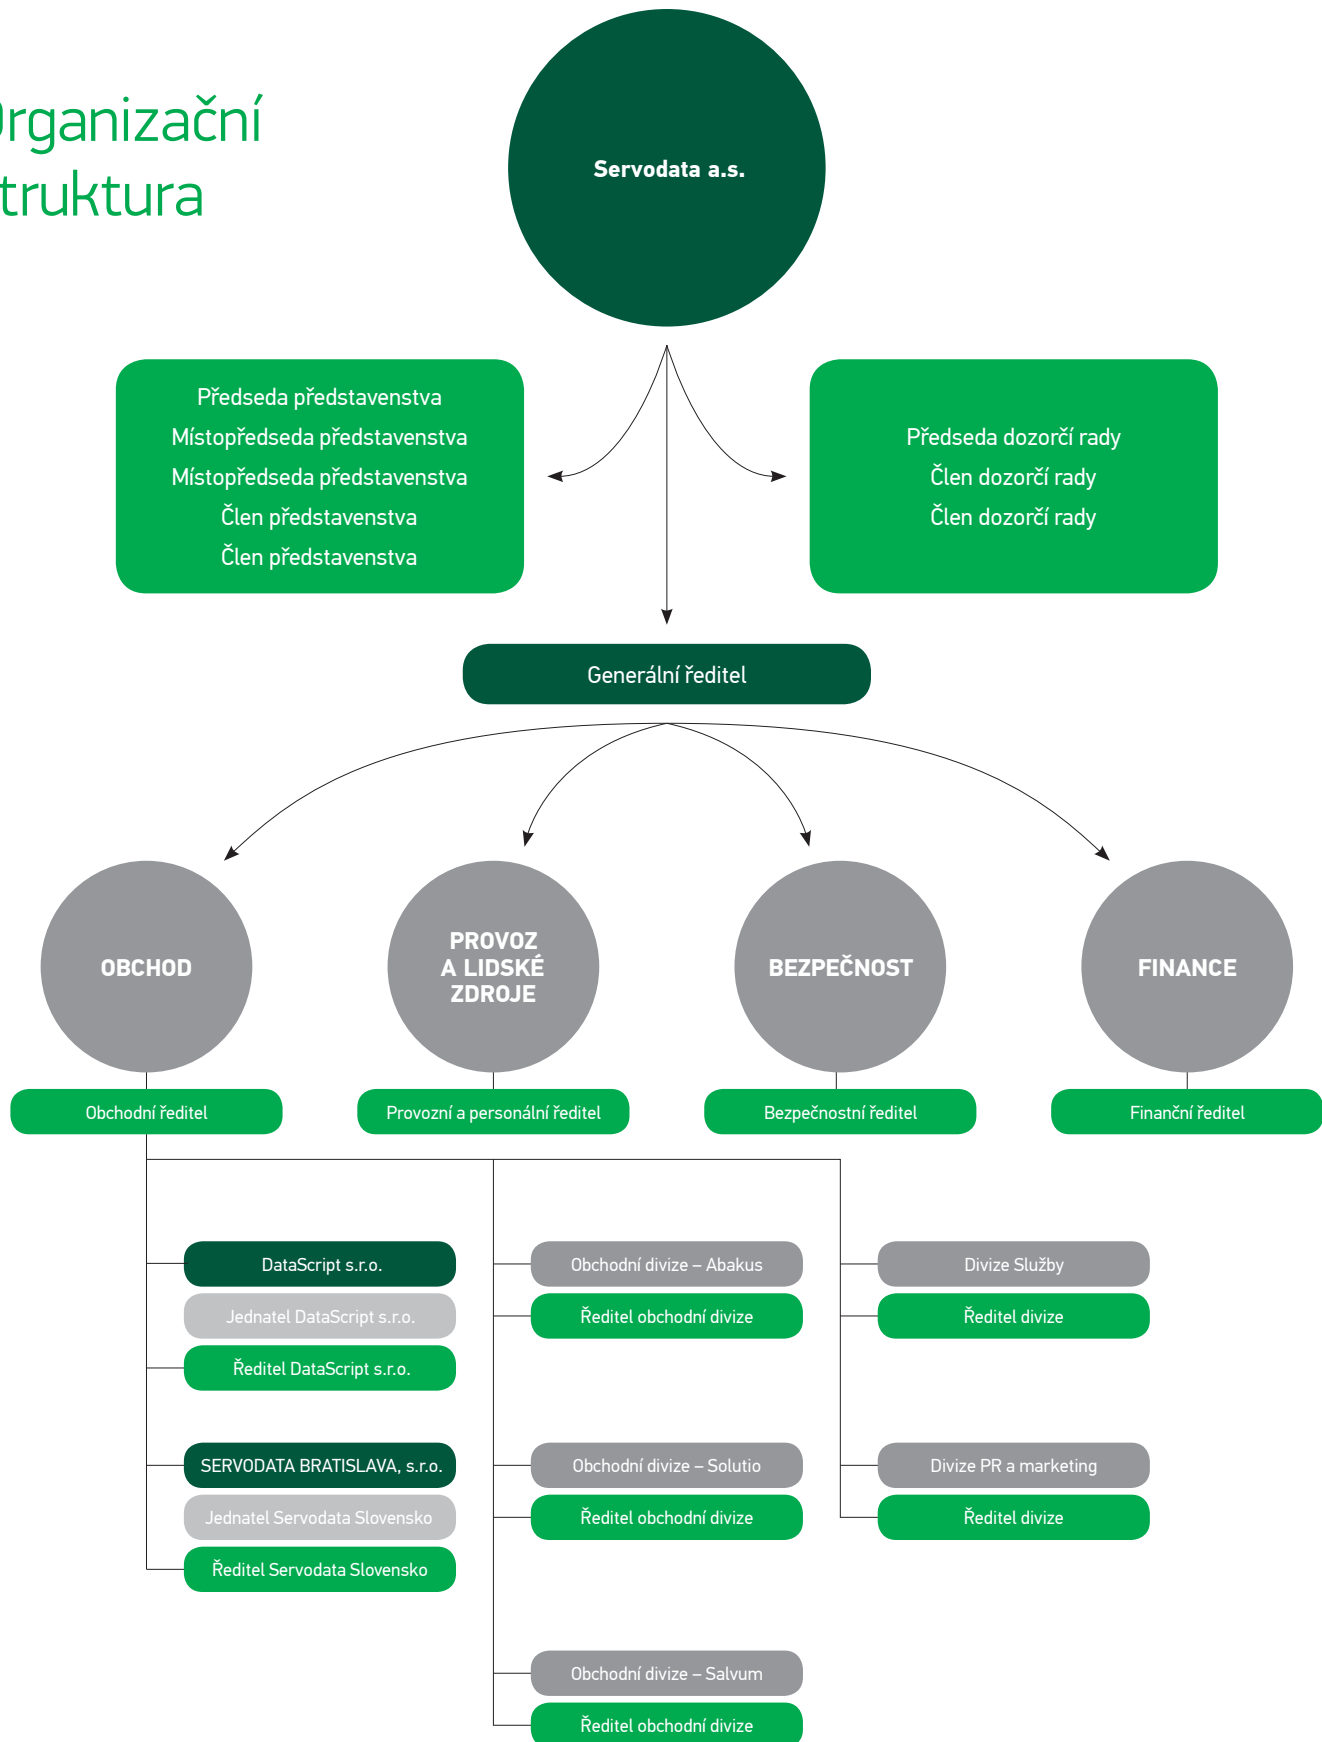 Organizační
truktura
Servodata a.s.
Předseda představenstva
Místopředseda představenstva
Místopředseda představenstva
Člen představenstva
Člen představenstva
Předseda dozorčí rady
Člen dozorčí rady
Člen dozorčí rady
Generální ředitel
OBCHOD
PROVOZ
A LIDSKÉ
ZDROJE
BEZPEČNOST
FINANCE
Obchodní ředitel
Provozní a personální ředitel
Bezpečnostní ředitel
Finanční ředitel
DataScript s.r.o.
Jednatel DataScript s.r.o.
Ředitel DataScript s.r.o.
SERVODATA BRATISLAVA, s.r.o.
Jednatel Servodata Slovensko
Ředitel Servodata Slovensko
Obchodní divize – Abakus
Ředitel obchodní divize
Obchodní divize – Solutio
Ředitel obchodní divize
Obchodní divize – Salvum
Ředitel obchodní divize
Divize Služby
Ředitel divize
Divize PR a marketing
Ředitel divize